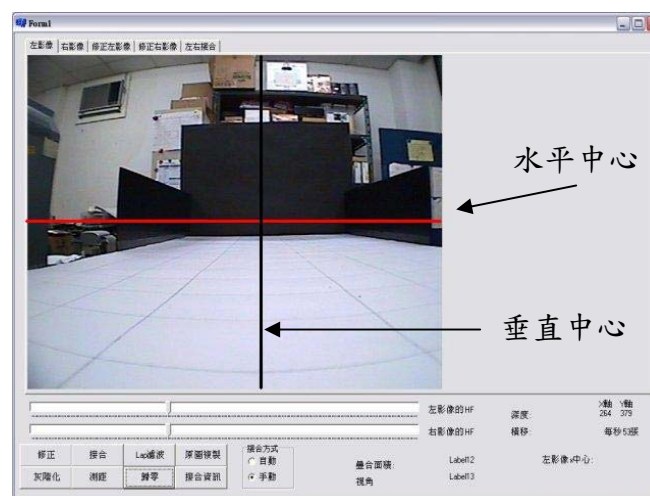 Form1
左影像 右影像 修正左影像 修正右影像 左右接合
水平中心
垂直中心
左影像的HF 深度: X軸 Y軸
264 379
右影像的HF 橫移: 每秒53張
修正 接合 Lap濾波 原圖複製 接合方式
自動
灰階化 測距 歸零 接合資訊 手動
疊合面積: Label12 左影像x中心:
視角 Label13